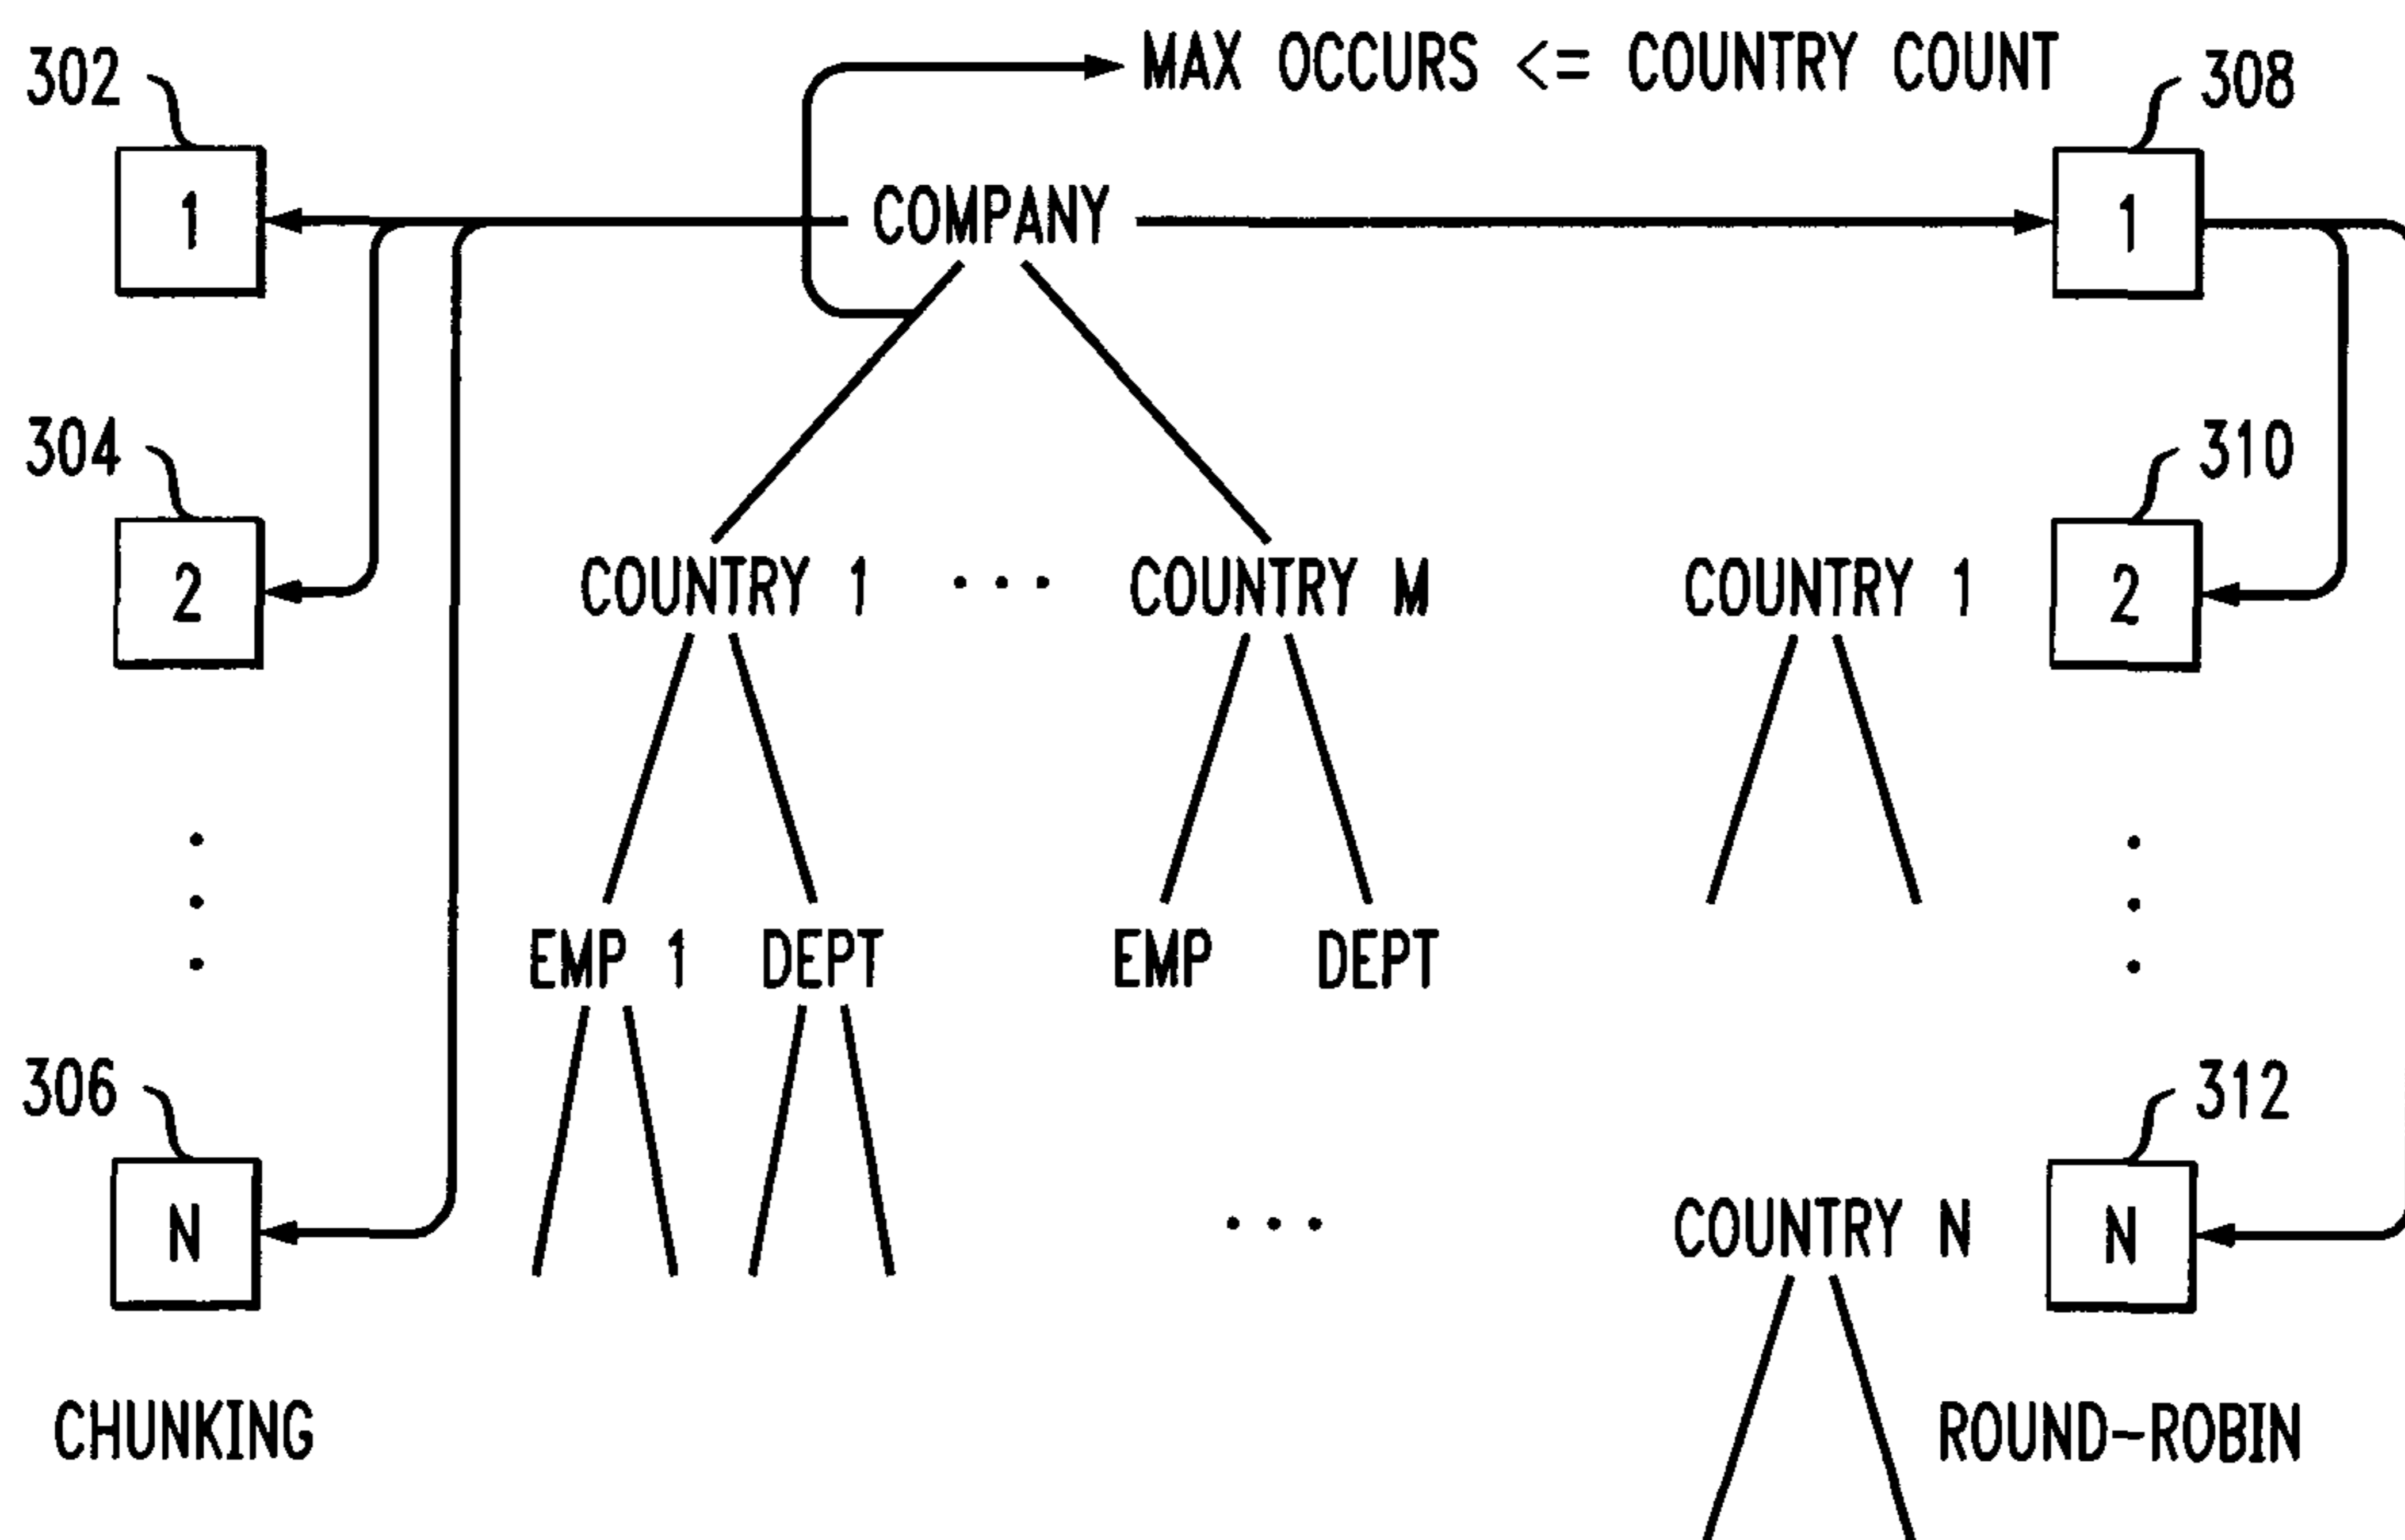 MAX OCCURS <= COUNTRY COUNT
302
308
1
COMPANY
1
304
310
2
COUNTRY 1 ... COUNTRY M
COUNTRY 1
2
EMP 1
DEPT
EMP
DEPT
306
312
N
...
COUNTRY N
N
CHUNKING
ROUND-ROBIN